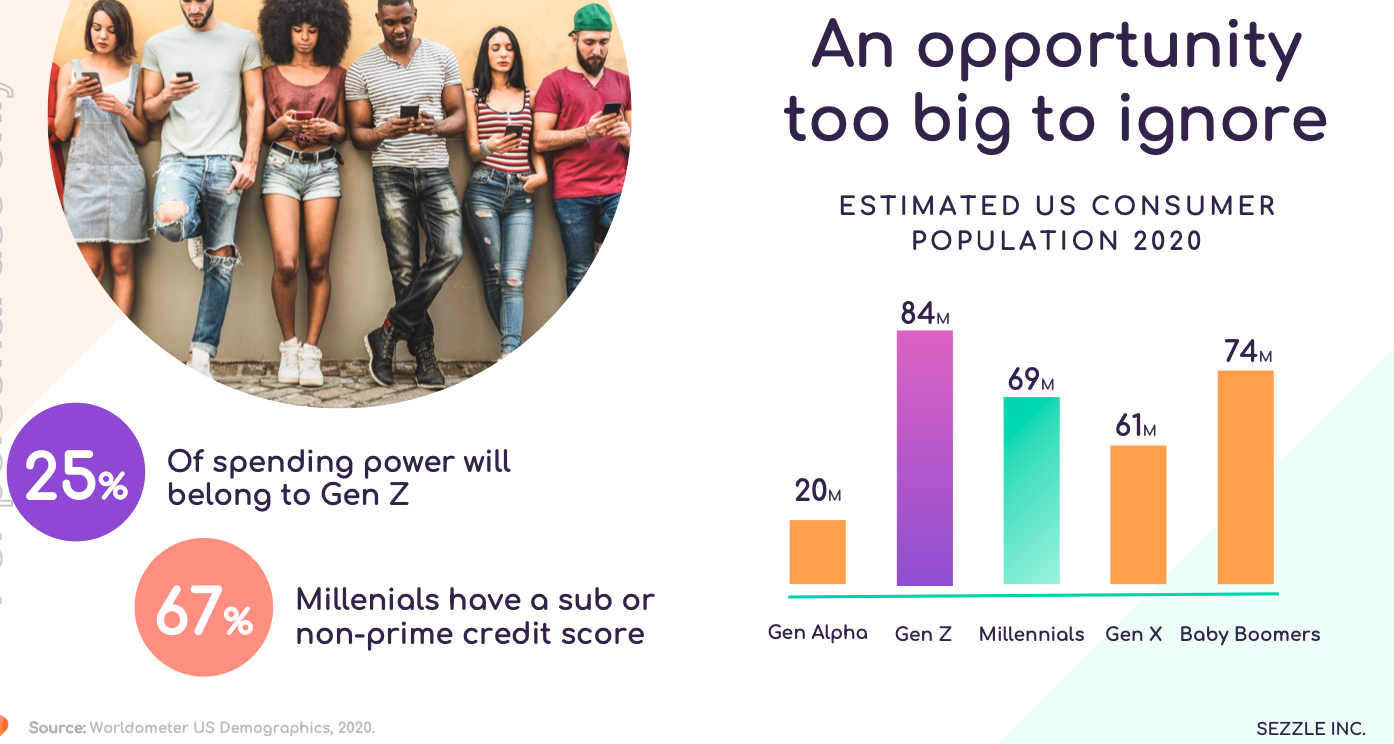 An opportunity
too big to ignore
ESTIMATED US CONSUMER
POPULATION 2020
84M
74M
69M
61M
20M
Gen Alpha Gen Z Millennials Gen X Baby Boomers
25%
Of spending power will
belong to Gen Z
67%
Millenials have a sub or
non-prime credit score
Source: Worldometer US Demographics, 2020.
SEZZLE INC.